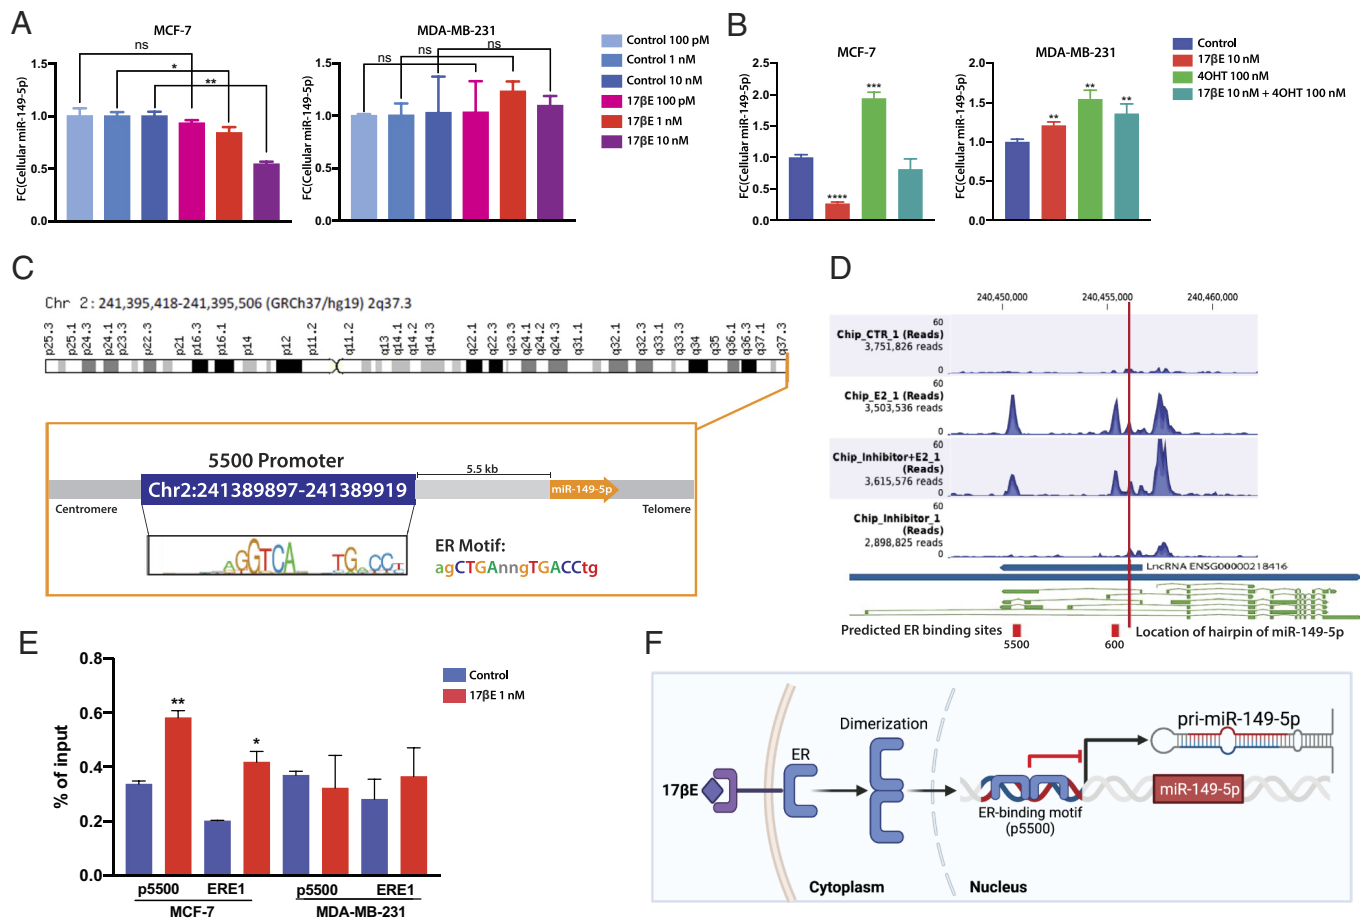 A
MCF-7
FC(Cellular miR-149-5p)
1.5
1.0
0.5
0.0
ns
*
**
MDA-MB-231
FC(Cellular miR-149-5p)
1.5
1.0
0.5
0.0
ns
ns
ns
Control 100 pM
Control 1 nM
Control 10 nM
17βE 100 pM
17βE 1 nM
17βE 10 nM
B
MCF-7
FC(Cellular miR-149-5p)
2.5
2.0
1.5
1.0
0.5
0.0
****
***
MDA-MB-231
FC(Cellular miR-149-5p)
2.0
1.5
1.0
0.5
0.0
**
**
**
Control
17βE 10 nM
4OHT 100 nM
17βE 10 nM + 4OHT 100 nM
C
Chr 2: 241,395,418-241,395,506 (GRCh37/hg19) 2q37.3
p25.3 p25.1 p24.3 p24.1 p23.3 p22.3 p21 p16.3 p16.1 p14 p12 p11.2 q11.2 q13 q14.1 q14.2 q14.3 q22.1 q22.3 q23.1 q24.1 q24.2 q24.3 q31.1 q32.1 q32.3 q33.1 q33.3 q34 q35 q36.1 q36.3 q37.1 q37.3
5500 Promoter
5.5 kb
Chr2:241389897-241389919
miR-149-5p
Centromere
Telomere
AGGTCA TGACCT
ER Motif:
agCTGAnngTGACCtg
D
240,450,000 240,455,000 240,460,000
60
Chip_CTR_1 (Reads)
3,751,826 reads
0
60
Chip_E2_1 (Reads)
3,503,536 reads
0
60
Chip_Inhibitor+E2_1
(Reads)
3,615,576 reads
0
60
Chip_Inhibitor_1
(Reads)
2,898,825 reads
0
LncRNA ENSG00000218416
Predicted ER binding sites
5500
600
Location of hairpin of miR-149-5p
E
% of input
0.8
0.6
0.4
0.2
0.0
**
*
p5500 ERE1 p5500 ERE1
MCF-7 MDA-MB-231
Control
17βE 1 nM
F
17βE
ER
Dimerization
pri-miR-149-5p
miR-149-5p
ER-binding motif
(p5500)
Cytoplasm
Nucleus